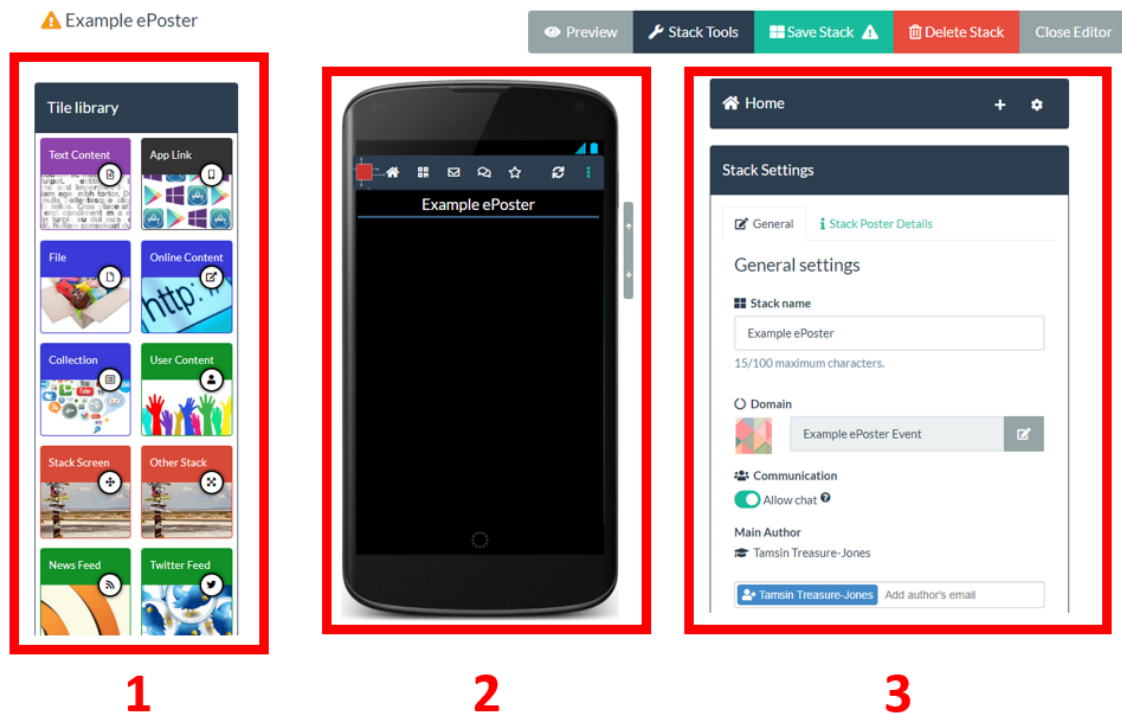 Example ePoster
Preview
Stack Tools
Save Stack
Delete Stack
Close Editor
Tile library
Text Content
App Link
File
Online Content
http:
Collection
User Content
Stack Screen
Other Stack
News Feed
Twitter Feed
Example ePoster
Home
Stack Settings
General
Stack Poster Details
General settings
Stack name
Example ePoster
15/100 maximum characters.
Domain
Example ePoster Event
Communication
Allow chat
Main Author
Tamsin Treasure-Jones
Tamsin Treasure-Jones Add author's email
1
2
3